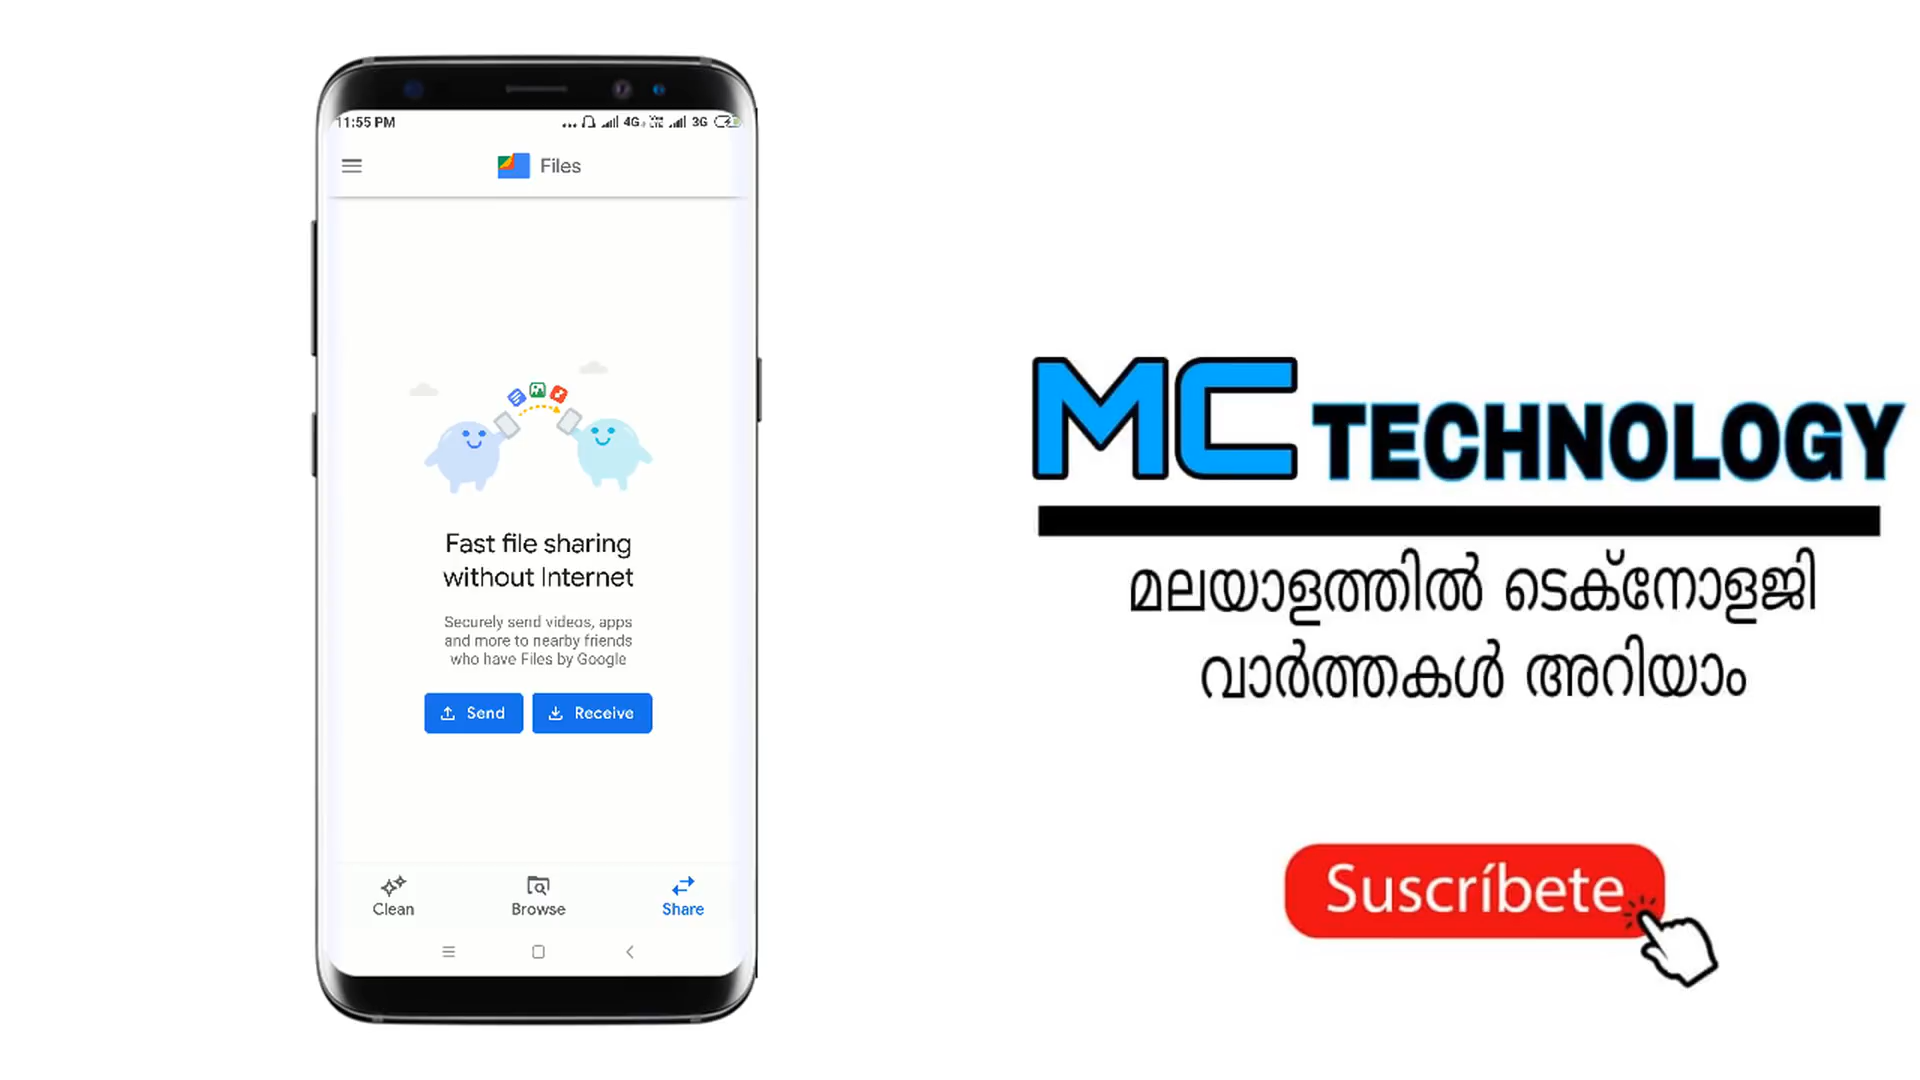 11:55 PM
4G
3G
Files
Fast file sharing
without Internet
Securely send videos, apps
and more to nearby friends
who have Files by Google
Send
Receive
Clean
Browse
Share
MC TECHNOLOGY
മലയാളത്തിൽ ടെക്നോളജി
വാർത്തകൾ അറിയാം
Suscríbete